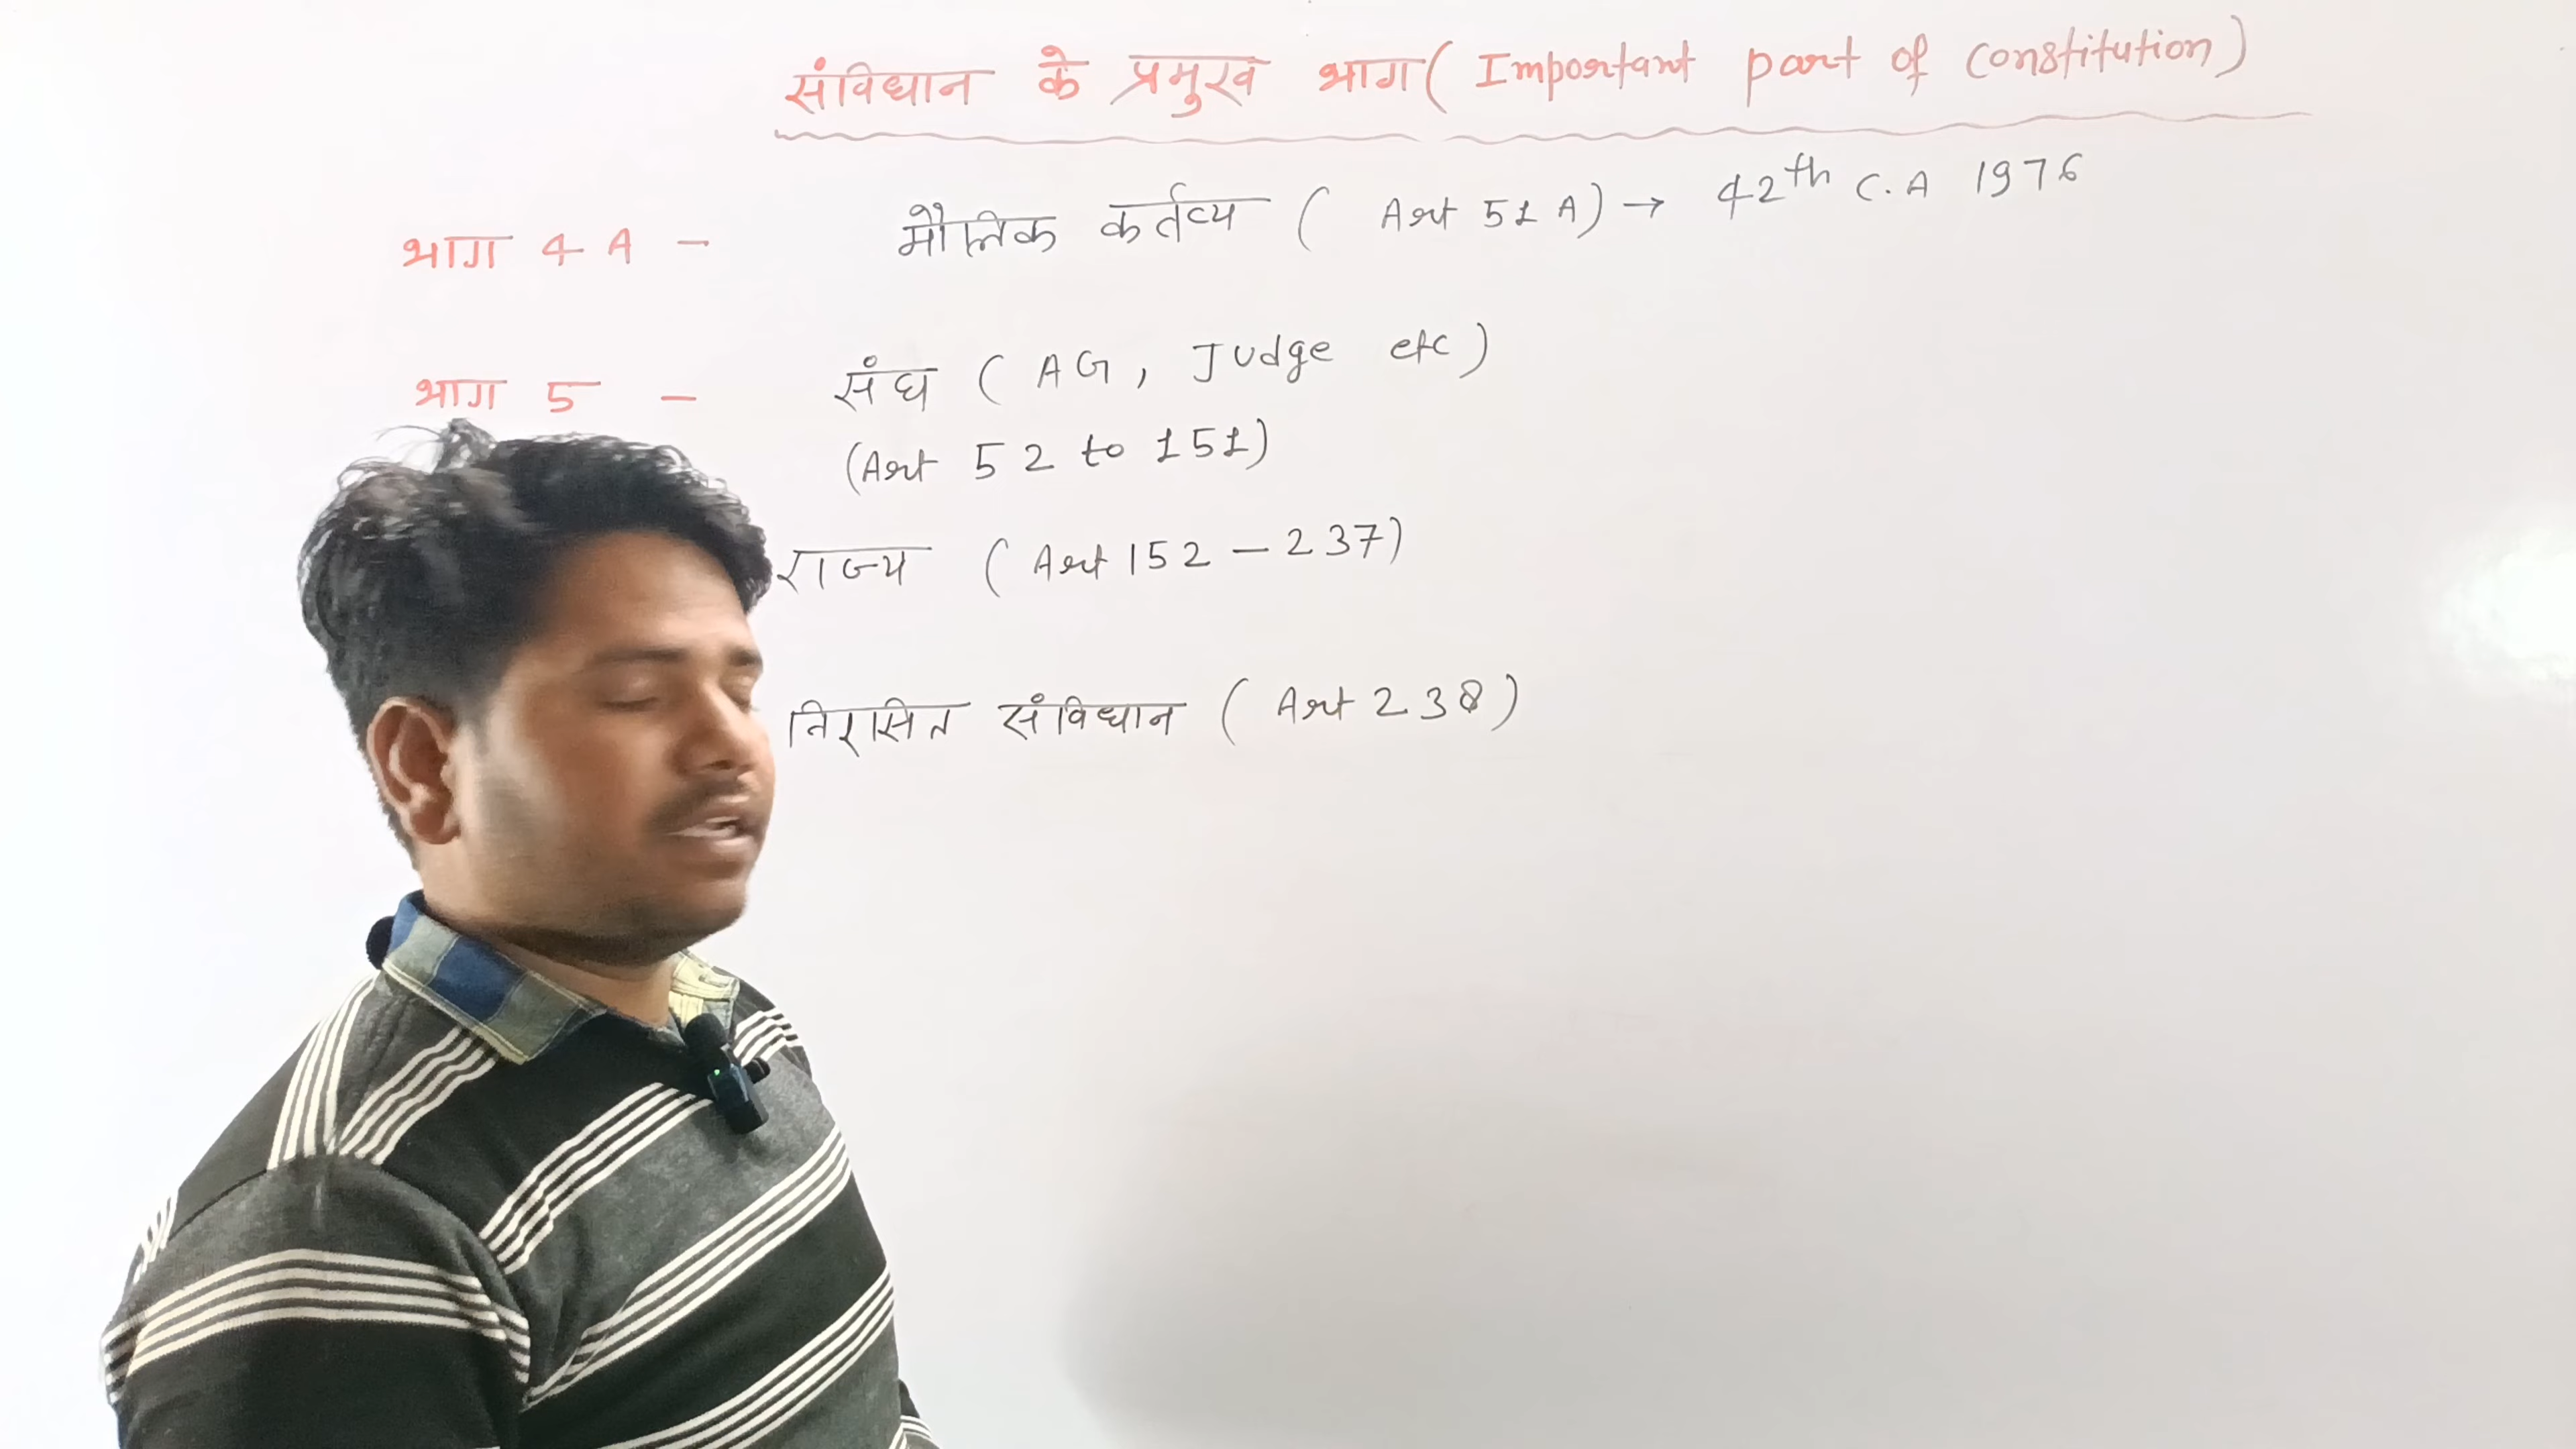 संविधान के प्रमुख भाग ( Important part of Constitution )
भाग 4 A - मौलिक कर्तव्य ( Art 51 A ) → 42th C.A 1976
भाग 5 - संघ ( AG, Judge etc )
(Art 52 to 151)
राज्य ( Art 152 - 237 )
निरसित संविधान ( Art 238 )